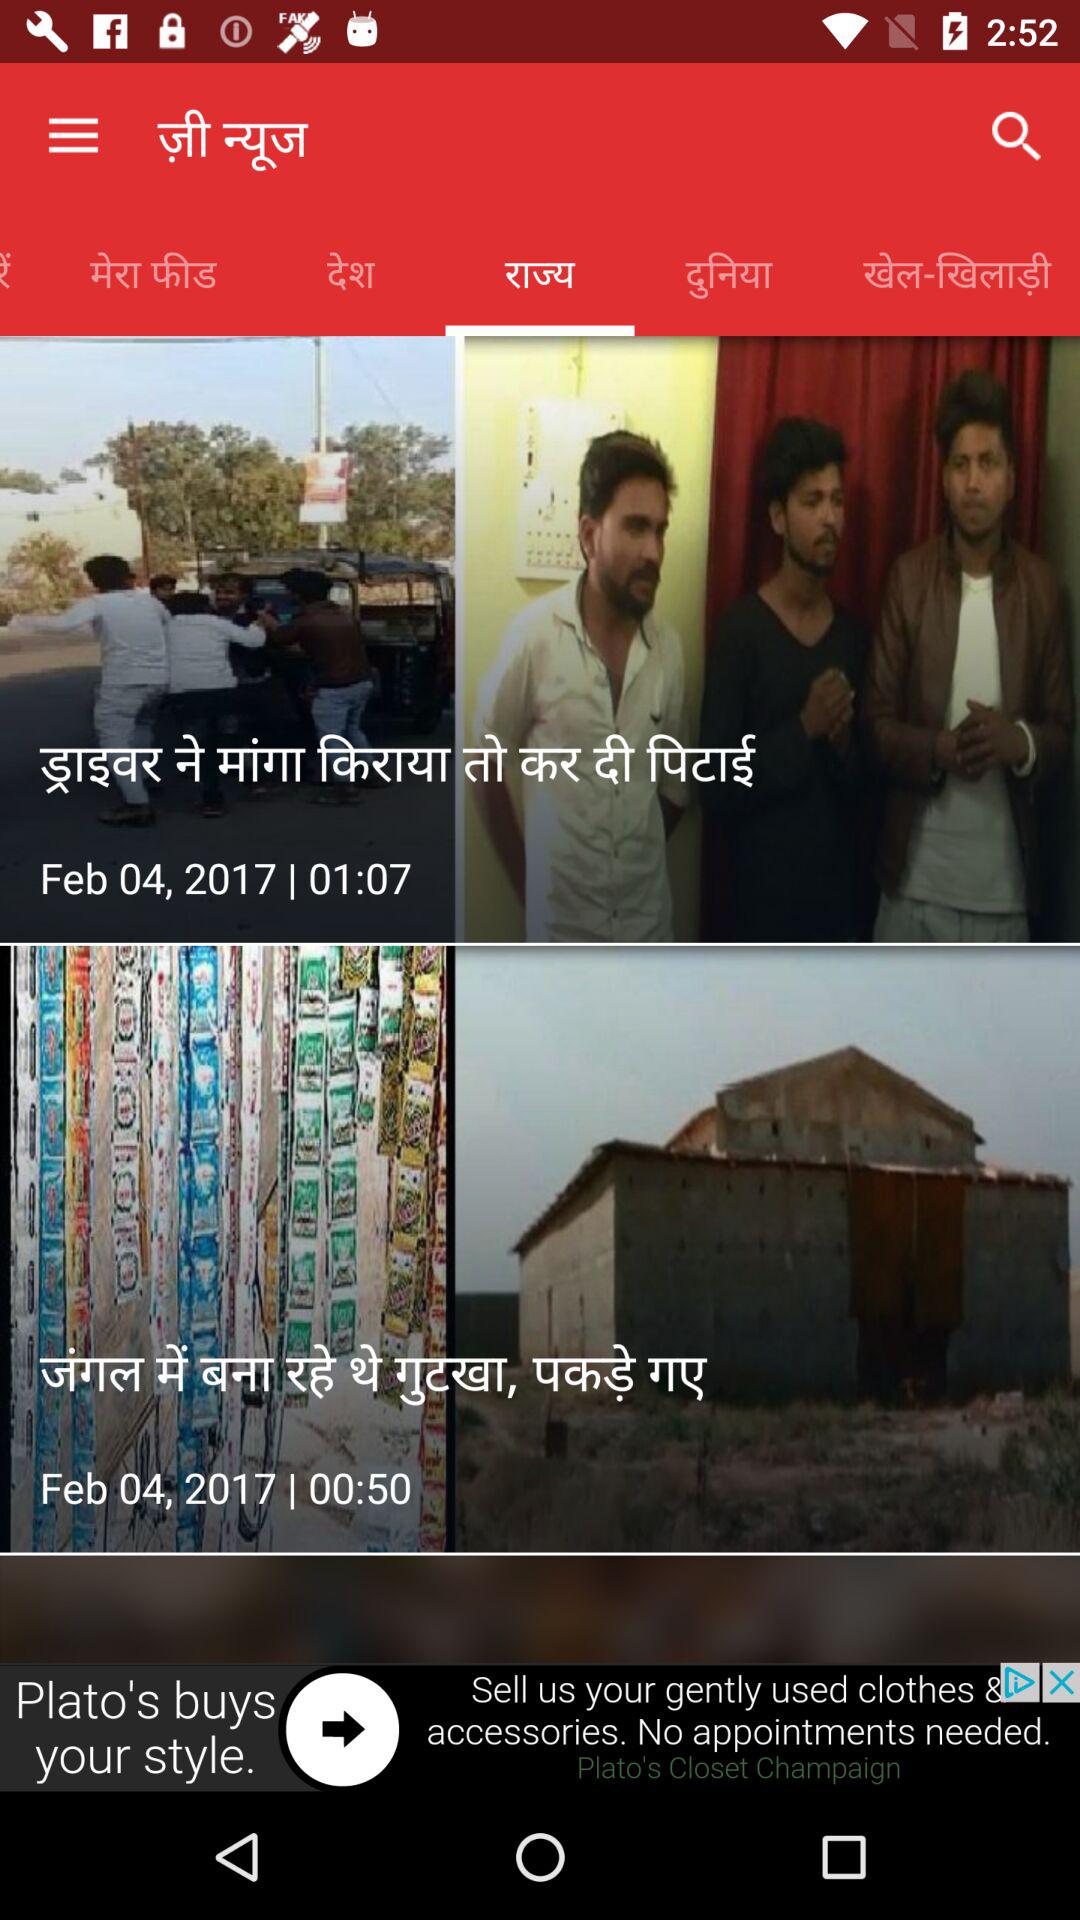 FAKE
2:52
ज़ी न्यूज
रें मेरा फीड देश राज्य दुनिया खेल-खिलाड़ी
ड्राइवर ने मांगा किराया तो कर दी पिटाई
Feb 04, 2017 | 01:07
जंगल में बना रहे थे गुटखा, पकड़े गए
Feb 04, 2017 | 00:50
Plato's buys
your style.
Sell us your gently used clothes &
accessories. No appointments needed.
Plato's Closet Champaign